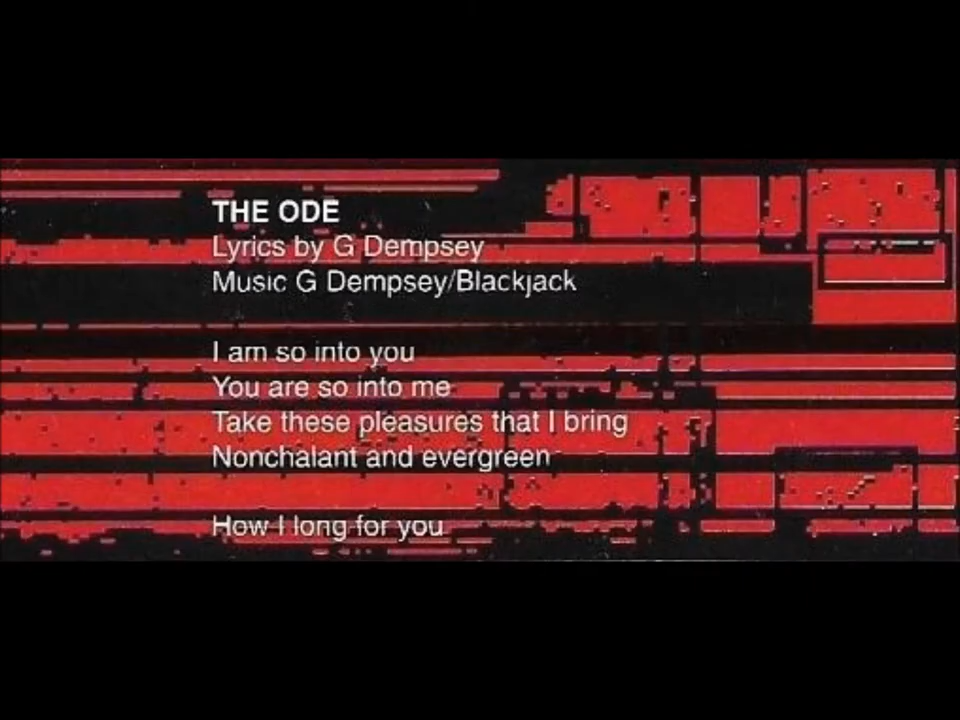 THE ODE
Lyrics by G Dempsey
Music G Dempsey/Blackjack
I am so into you
You are so into me
Take these pleasures that I bring
Nonchalant and evergreen
How I long for you